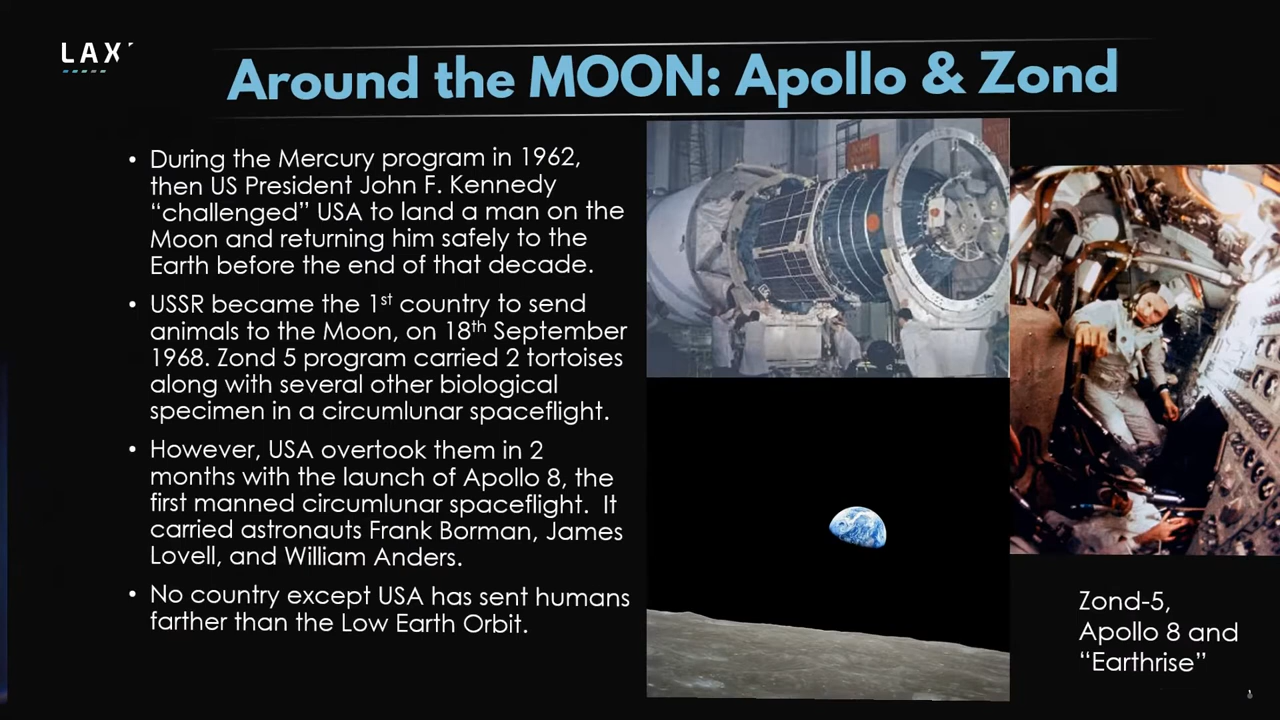 LAX
Around the MOON: Apollo & Zond
• During the Mercury program in 1962,
then US President John F. Kennedy
“challenged” USA to land a man on the
Moon and returning him safely to the
Earth before the end of that decade.
• USSR became the 1st country to send
animals to the Moon, on 18th September
1968. Zond 5 program carried 2 tortoises
along with several other biological
specimen in a circumlunar spaceflight.
• However, USA overtook them in 2
months with the launch of Apollo 8, the
first manned circumlunar spaceflight. It
carried astronauts Frank Borman, James
Lovell, and William Anders.
• No country except USA has sent humans
farther than the Low Earth Orbit.
Zond-5,
Apollo 8 and
“Earthrise”